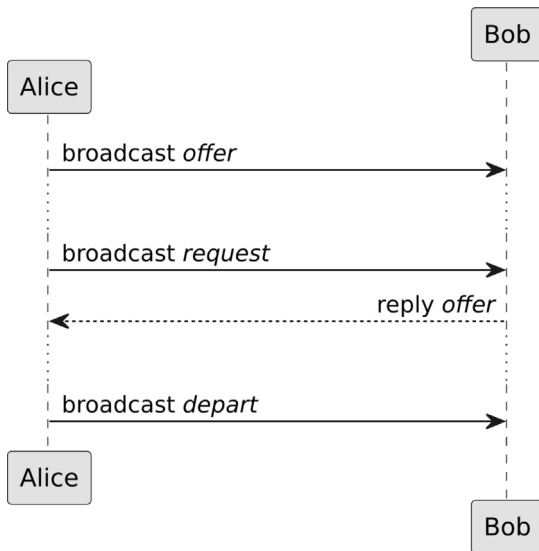 Bob
Alice
broadcast offer
broadcast request
reply offer
broadcast depart
Alice
Bob